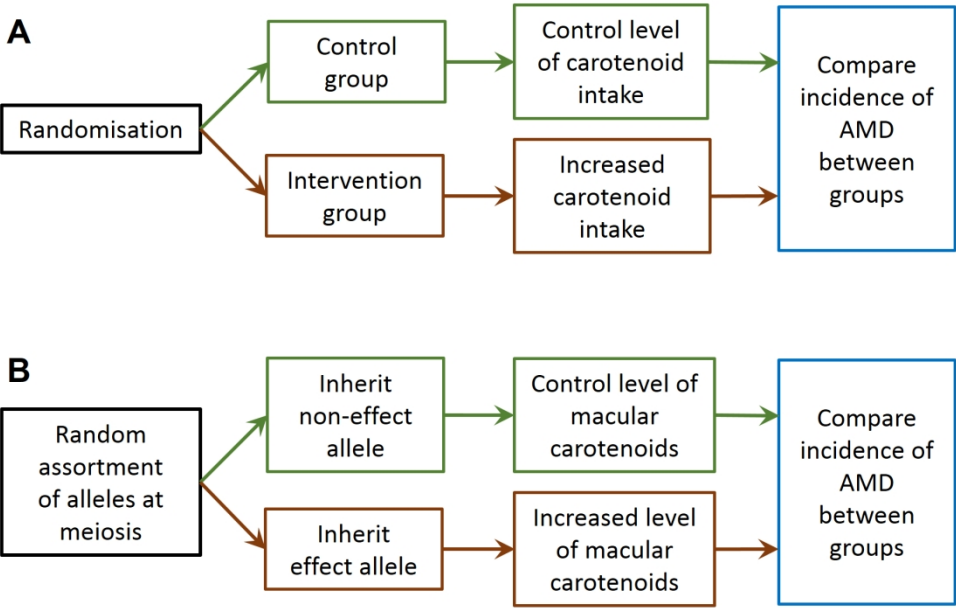 A
Randomisation
Control
group
Control level
of carotenoid
intake
Intervention
group
Increased
carotenoid
intake
Compare
incidence of
AMD
between
groups
B
Random
assortment
of alleles at
meiosis
Inherit
non-effect
allele
Control level of
macular
carotenoids
Inherit
effect allele
Increased level
of macular
carotenoids
Compare
incidence of
AMD
between
groups